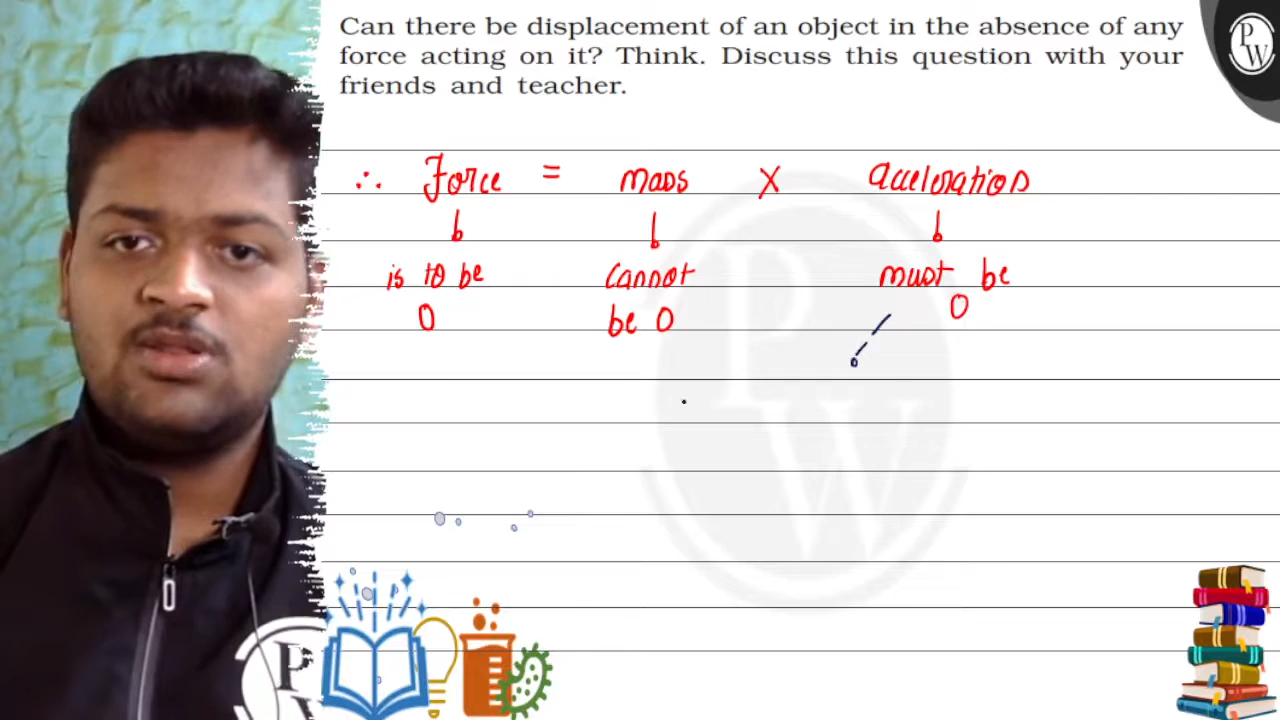 Can there be displacement of an object in the absence of any
force acting on it? Think. Discuss this question with your
friends and teacher.
∴ Force = mass × acceleration
is to be cannot must be
0 be 0 0
PW
PW
P